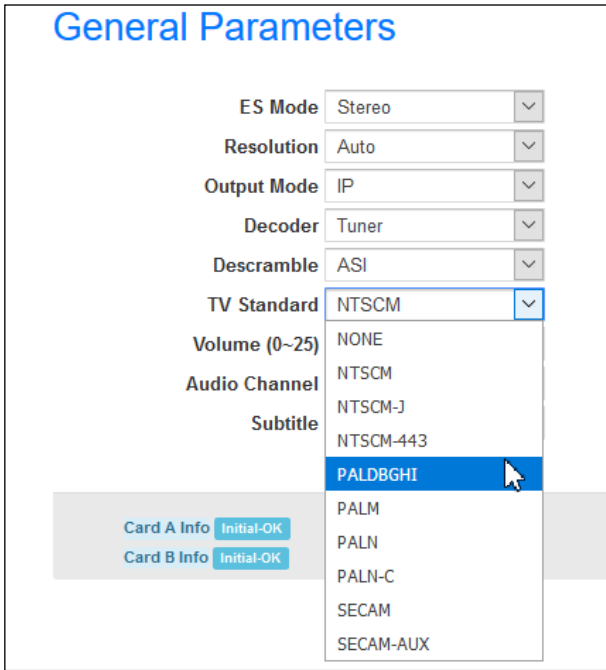 General Parameters
ES Mode Stereo
Resolution Auto
Output Mode IP
Decoder Tuner
Descramble ASI
TV Standard NTSCM
Volume (0~25) NONE
NTSCM
Audio Channel
NTSCM-J
Subtitle
NTSCM-443
PALDBGHI
PALM
Card A Info Initial-OK
PALN
Card B Info Initial-OK
PALN-C
SECAM
SECAM-AUX